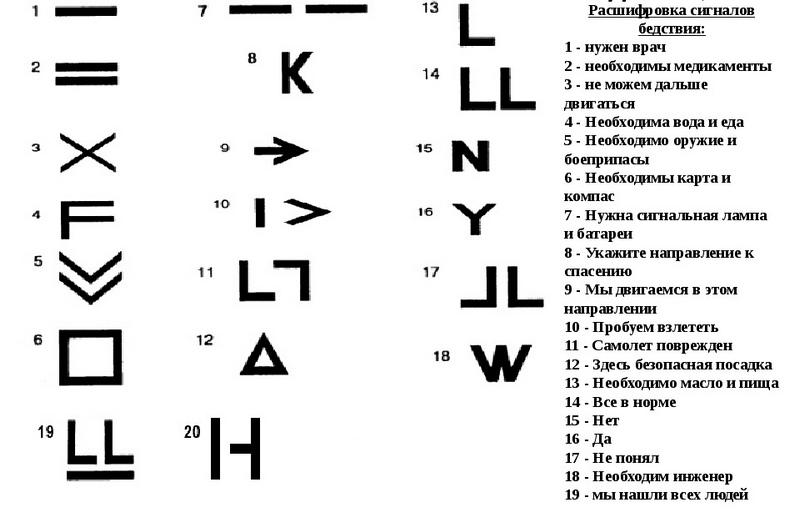 1
2
3
4
5
6
7
8
K
9
10
11
12
13
L
14
LL
15
N
16
Y
17
18
W
19
LL
20
F
Расшифровка сигналов
бедствия:
1 - нужен врач
2 - необходимы медикаменты
3 - не можем дальше
двигаться
4 - Необходима вода и еда
5 - Необходимо оружие и
боеприпасы
6 - Необходимы карта и
компас
7 - Нужна сигнальная лампа
и батареи
8 - Укажите направление к
спасению
9 - Мы двигаемся в этом
направлении
10 - Пробуем взлететь
11 - Самолет поврежден
12 - Здесь безопасная посадка
13 - Необходимо масло и пища
14 - Все в норме
15 - Нет
16 - Да
17 - Не понял
18 - Необходим инженер
19 - мы нашли всех людей